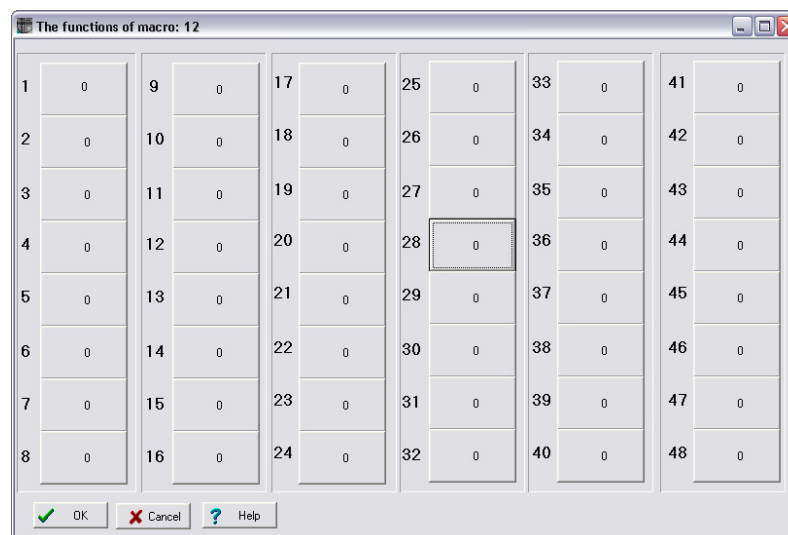 The functions of macro: 12
1 0 9 0 17 0 25 0 33 0 41 0
2 0 10 0 18 0 26 0 34 0 42 0
3 0 11 0 19 0 27 0 35 0 43 0
4 0 12 0 20 0 28 0 36 0 44 0
5 0 13 0 21 0 29 0 37 0 45 0
6 0 14 0 22 0 30 0 38 0 46 0
7 0 15 0 23 0 31 0 39 0 47 0
8 0 16 0 24 0 32 0 40 0 48 0
OK Cancel Help